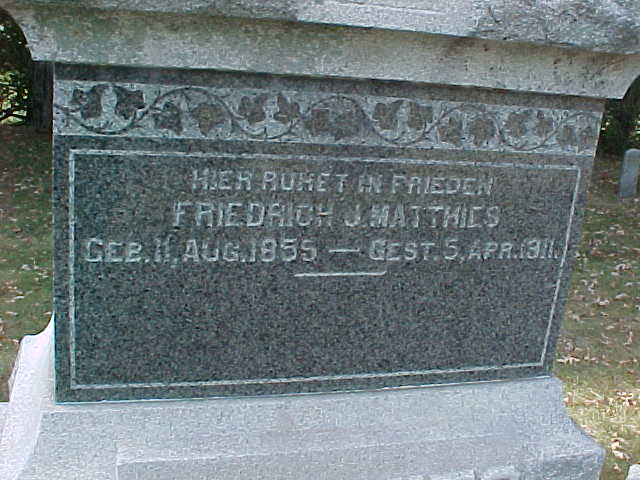 HIER RUHET IN FRIEDEN
FRIEDRICH J. MATTHIES
GEB. 11, AUG. 1855 — GEST. 5, APR. 1911.